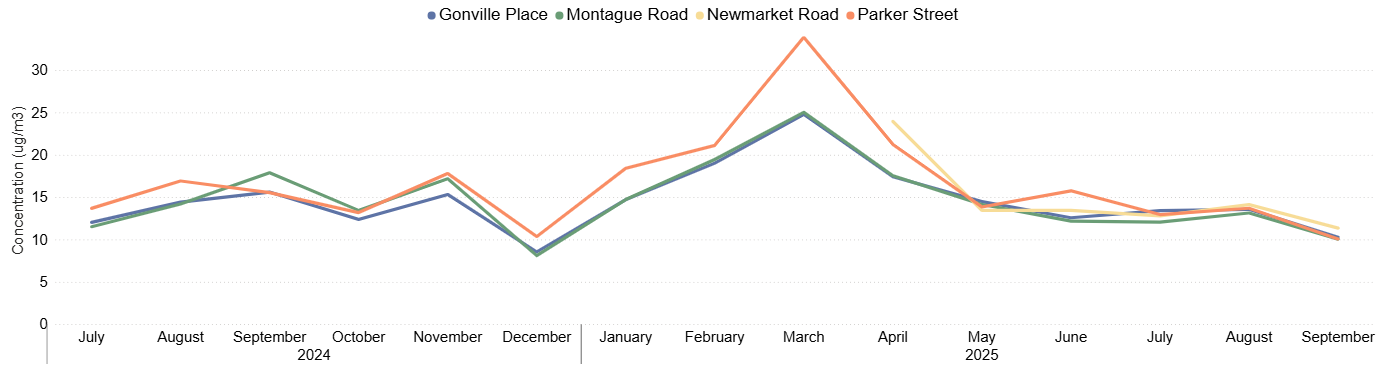 Gonville Place Montague Road Newmarket Road Parker Street
Concentration (ug/m3)
30
25
20
15
10
5
0
July August September October November December January February March April May June July August September
2024 2025